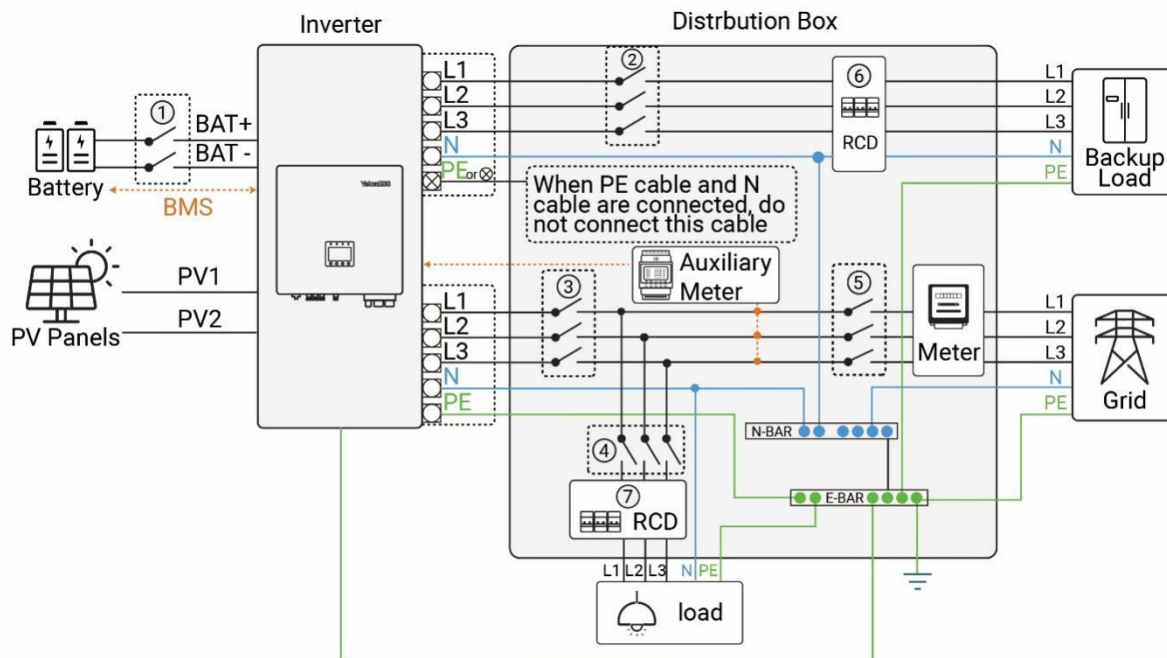 Inverter
Distrbution Box
L1
L2
L3
N
PE or
②
⑥
RCD
L1
L2
L3
N
PE
Backup
Load
①
BAT+
BAT -
Battery
BMS
When PE cable and N
cable are connected, do
not connect this cable
Auxiliary
Meter
PV1
PV2
PV Panels
L1
L2
L3
N
PE
③
⑤
Meter
L1
L2
L3
N
PE
Grid
N-BAR
④
E-BAR
⑦
RCD
L1 L2 L3 N PE
load